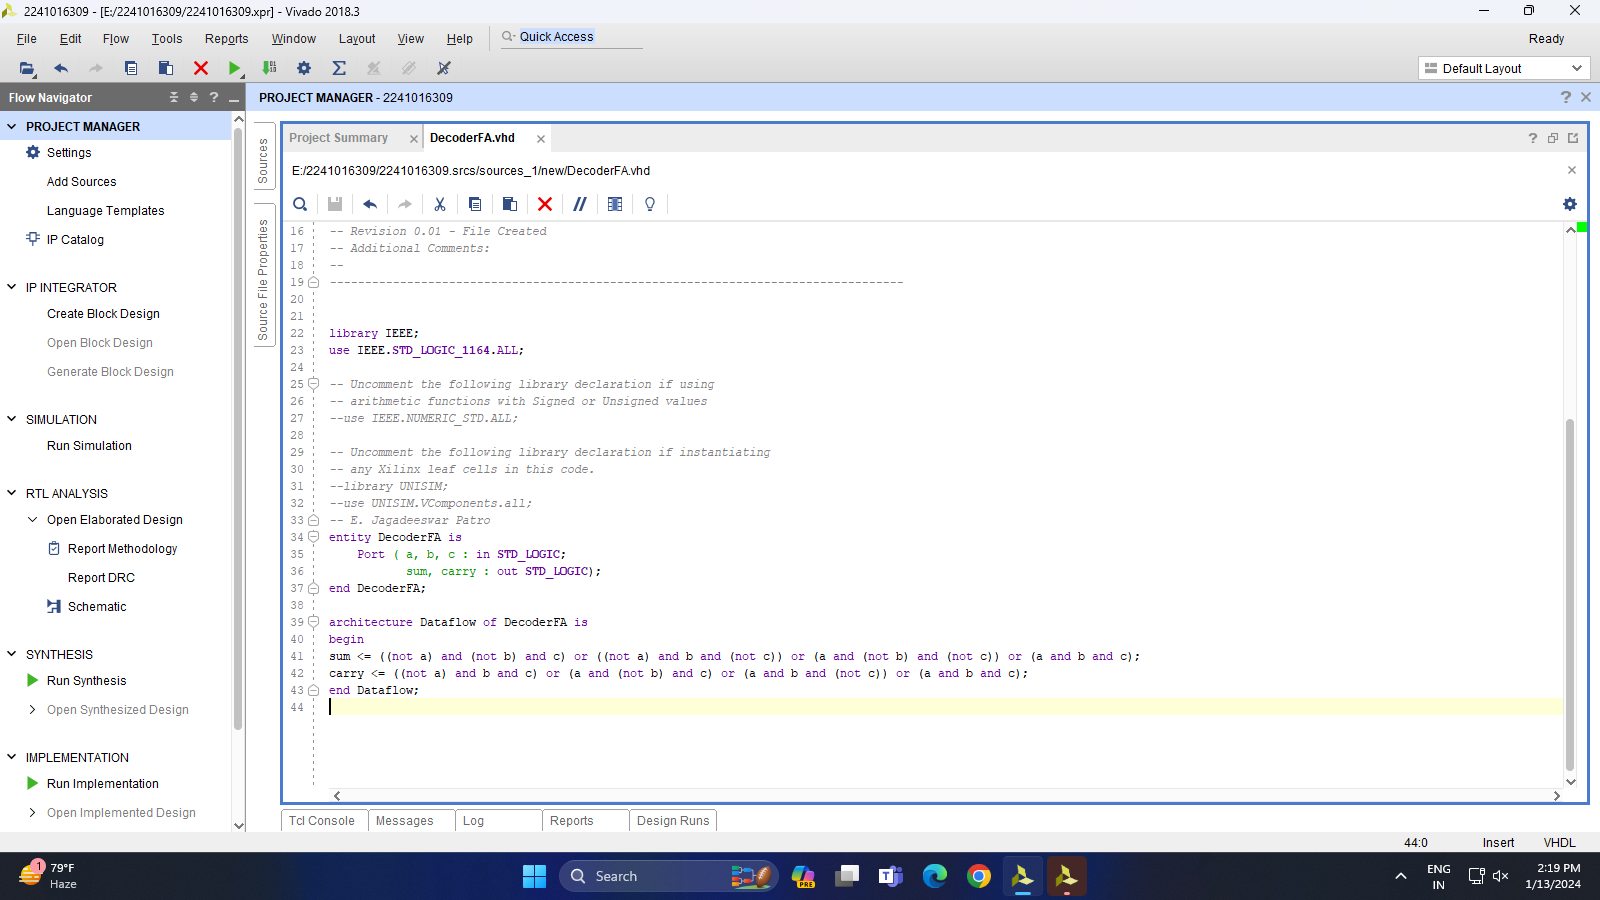 2241016309 - [E:/2241016309/2241016309.xpr] - Vivado 2018.3
File Edit Flow Tools Reports Window Layout View Help Quick Access Ready
Default Layout
Flow Navigator
PROJECT MANAGER - 2241016309
PROJECT MANAGER
Settings
Add Sources
Language Templates
IP Catalog
IP INTEGRATOR
Create Block Design
Open Block Design
Generate Block Design
SIMULATION
Run Simulation
RTL ANALYSIS
Open Elaborated Design
Report Methodology
Report DRC
Schematic
SYNTHESIS
Run Synthesis
Open Synthesized Design
IMPLEMENTATION
Run Implementation
Open Implemented Design
Sources
Source File Properties
Project Summary DecoderFA.vhd
E:/2241016309/2241016309.srcs/sources_1/new/DecoderFA.vhd
16 -- Revision 0.01 - File Created
17 -- Additional Comments:
18 --
19 ----------------------------------------------------------------------------------
20
21
22 library IEEE;
23 use IEEE.STD_LOGIC_1164.ALL;
24
25 -- Uncomment the following library declaration if using
26 -- arithmetic functions with Signed or Unsigned values
27 --use IEEE.NUMERIC_STD.ALL;
28
29 -- Uncomment the following library declaration if instantiating
30 -- any Xilinx leaf cells in this code.
31 --library UNISIM;
32 --use UNISIM.VComponents.all;
33 -- E. Jagadeeswar Patro
34 entity DecoderFA is
35 Port ( a, b, c : in STD_LOGIC;
36 sum, carry : out STD_LOGIC);
37 end DecoderFA;
38
39 architecture Dataflow of DecoderFA is
40 begin
41 sum <= ((not a) and (not b) and c) or ((not a) and b and (not c)) or (a and (not b) and (not c)) or (a and b and c);
42 carry <= ((not a) and b and c) or (a and (not b) and c) or (a and b and (not c)) or (a and b and c);
43 end Dataflow;
44
Tcl Console Messages Log Reports Design Runs
44:0 Insert VHDL
1
79°F
Haze
Search
PRE
ENG
IN
2:19 PM
1/13/2024